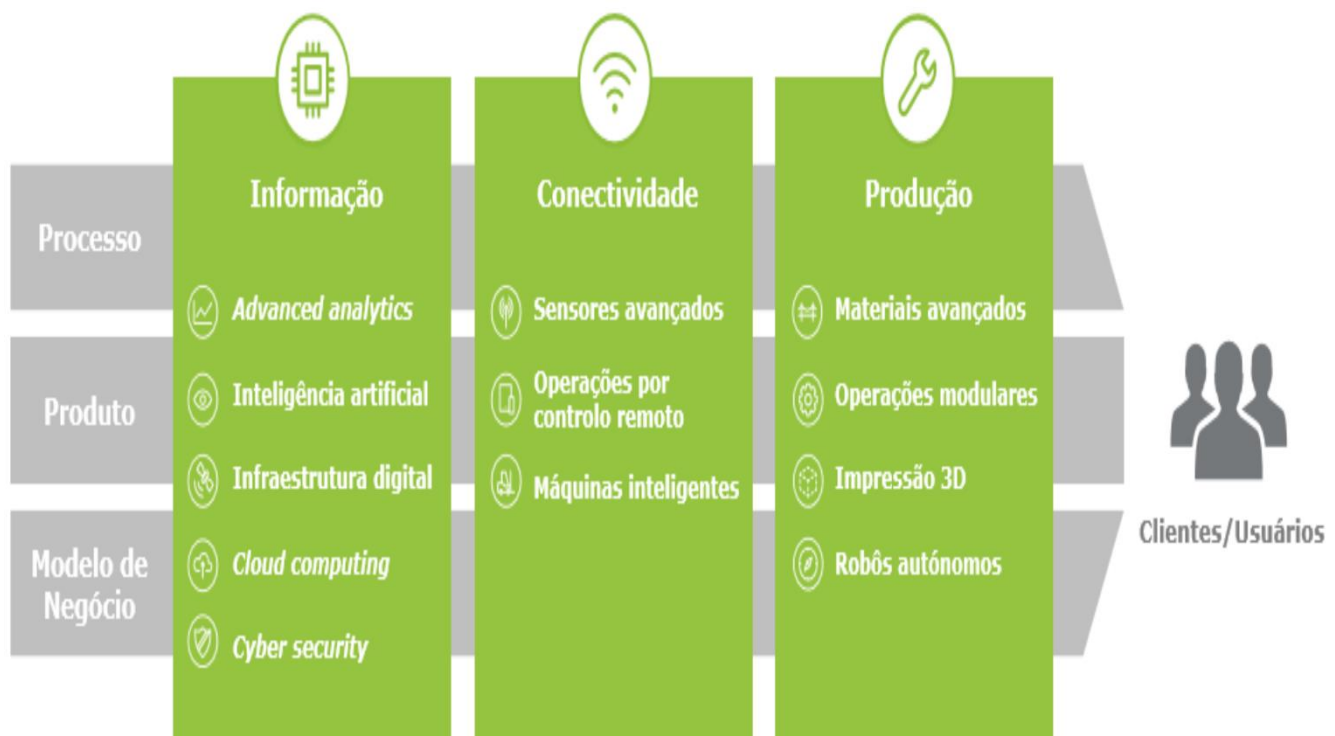 Processo
Produto
Modelo de
Negócio
Informação
Advanced analytics
Inteligência artificial
Infraestrutura digital
Cloud computing
Cyber security
Conectividade
Sensores avançados
Operações por
controlo remoto
Máquinas inteligentes
Produção
Materiais avançados
Operações modulares
Impressão 3D
Robôs autónomos
Clientes/Usuários